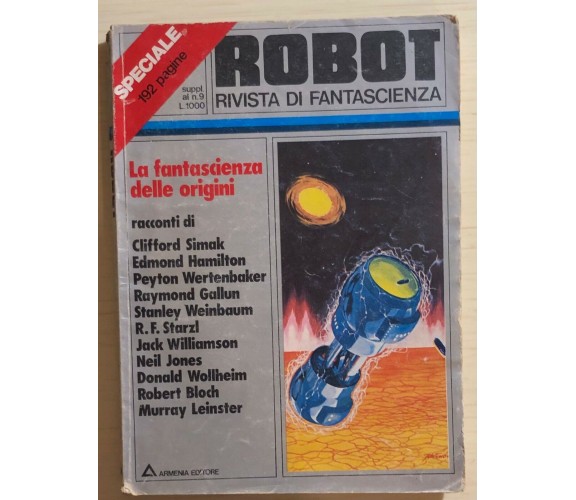 SPECIALE
192 pagine
suppl.
al n.9
L.1000
ROBOT
RIVISTA DI FANTASCIENZA
La fantascienza
delle origini
racconti di
Clifford Simak
Edmond Hamilton
Peyton Wertenbaker
Raymond Gallun
Stanley Weinbaum
R.F. Starzl
Jack Williamson
Neil Jones
Donald Wollheim
Robert Bloch
Murray Leinster
ARMENIA EDITORE